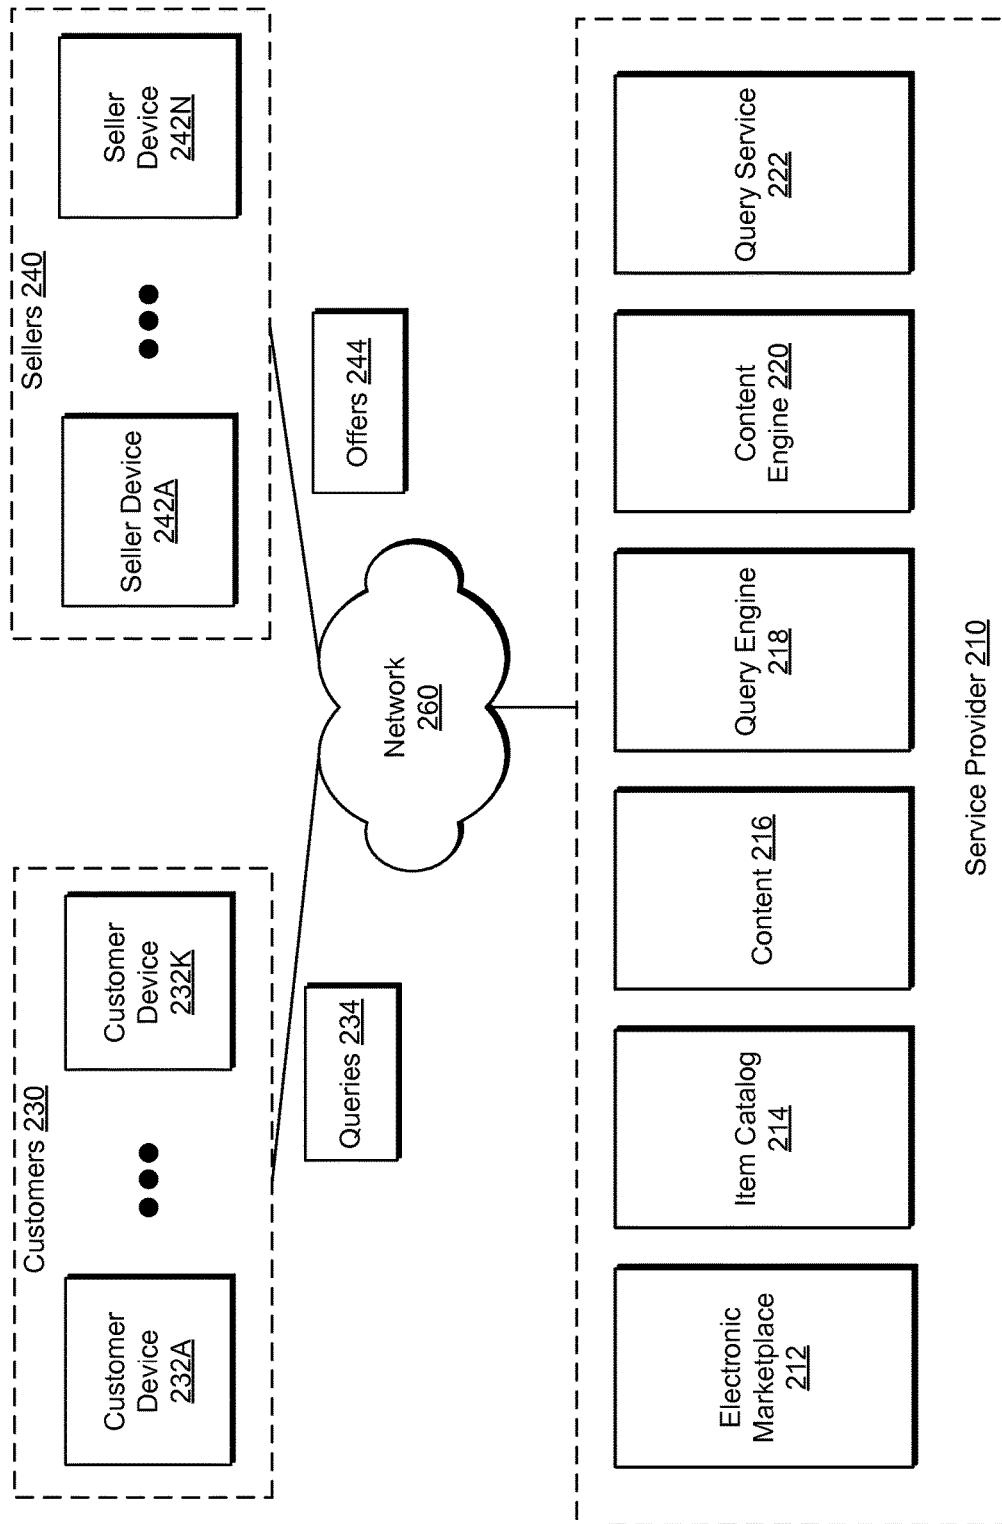 Customers 230
Customer
Device
232A
Customer
Device
232K
Sellers 240
Seller Device
242A
Seller
Device
242N
Queries 234
Offers 244
Network
260
Electronic
Marketplace
212
Item Catalog
214
Content 216
Query Engine
218
Content
Engine 220
Query Service
222
Service Provider 210